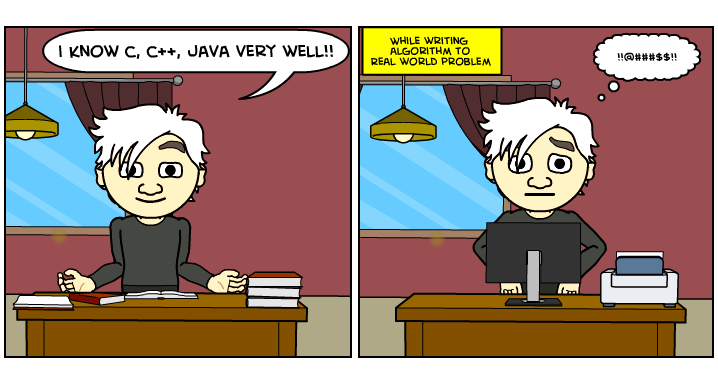 I KNOW C, C++, JAVA VERY WELL!!
WHILE WRITING
ALGORITHM TO
REAL WORLD PROBLEM
!!@###$$!!